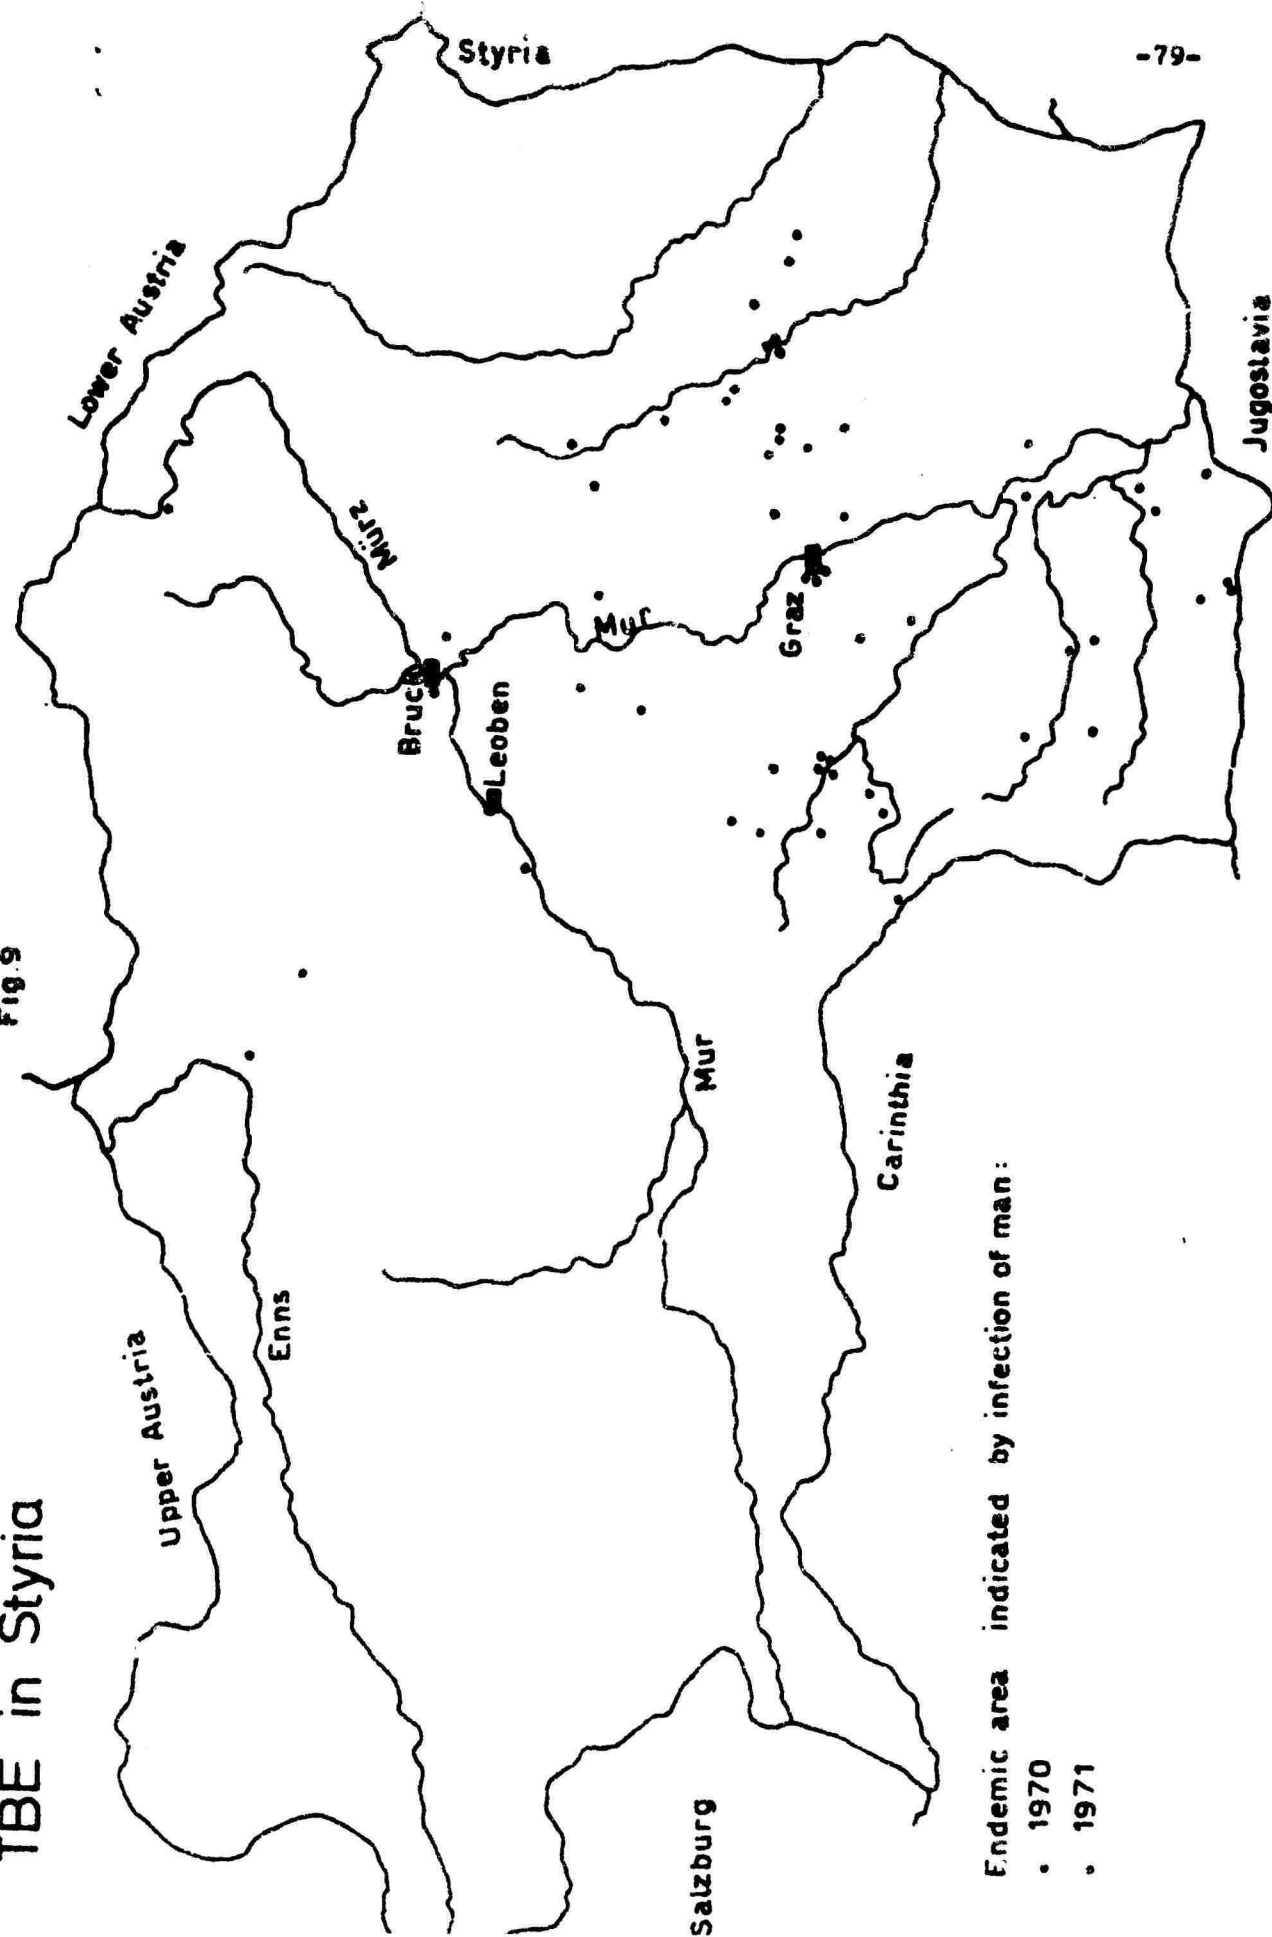 -79-
Fig.9
TBE in Styria
Styria
Lower Austria
Upper Austria
Enns
Mürz
Bruck
Leoben
Mur
Mur
Graz
Salzburg
Carinthia
Jugoslavia
Endemic area indicated by infection of man:
• 1970
• 1971